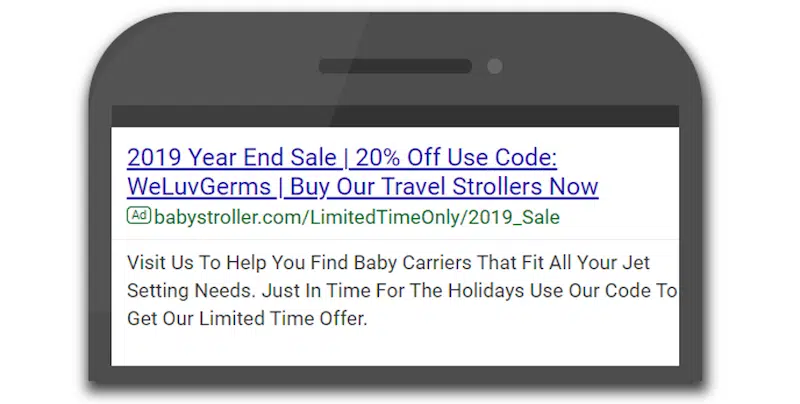 2019 Year End Sale | 20% Off Use Code:
WeLuvGerms | Buy Our Travel Strollers Now
Ad babystroller.com/LimitedTimeOnly/2019_Sale
Visit Us To Help You Find Baby Carriers That Fit All Your Jet
Setting Needs. Just In Time For The Holidays Use Our Code To
Get Our Limited Time Offer.